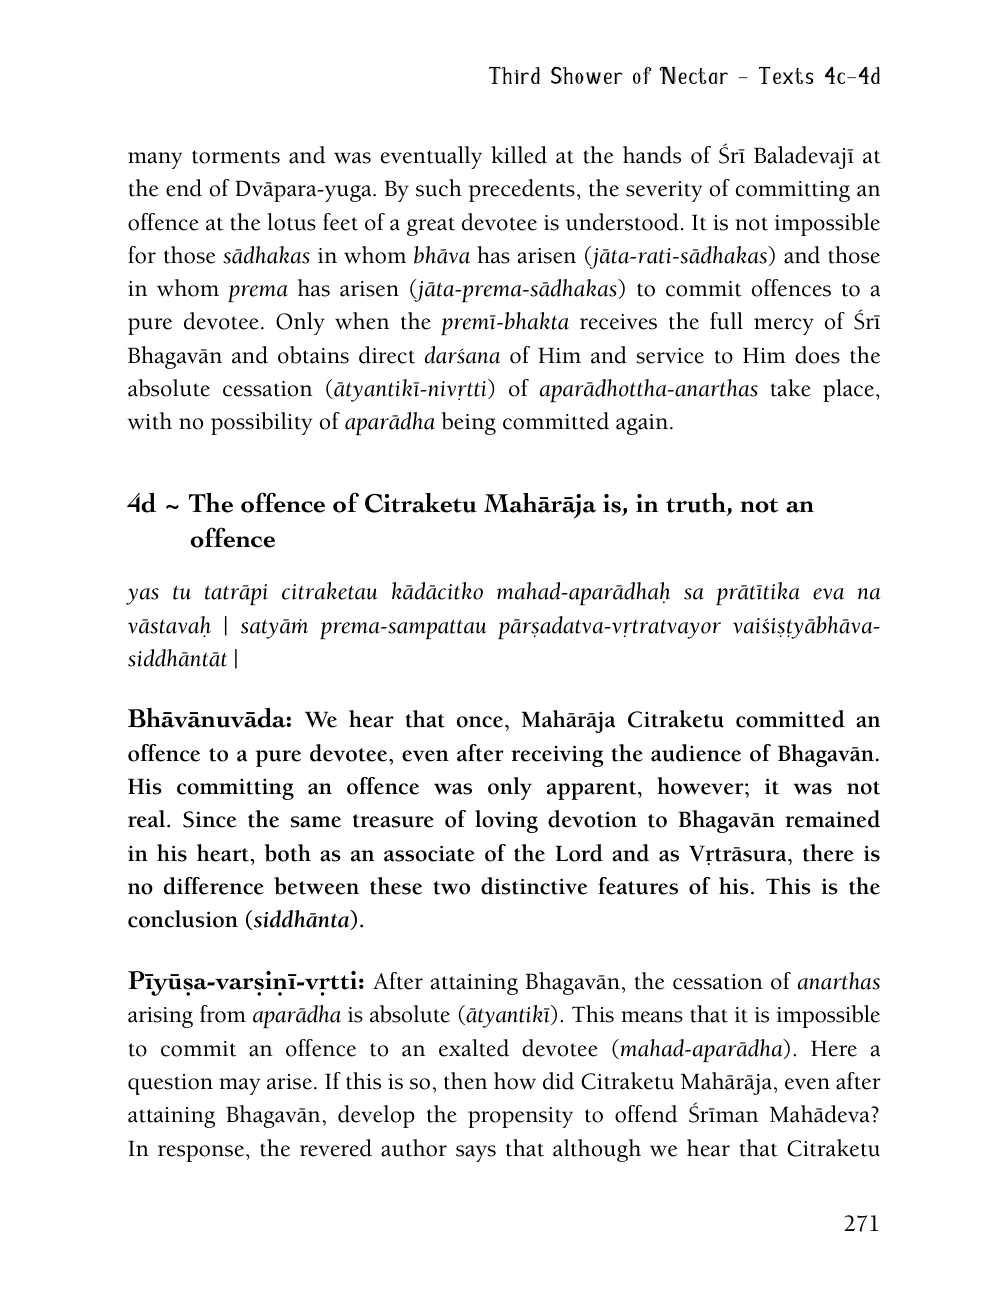 Third Shower of Nectar – Texts 4c–4d
many torments and was eventually killed at the hands of Śrī Baladevajī at
the end of Dvāpara-yuga. By such precedents, the severity of committing an
offence at the lotus feet of a great devotee is understood. It is not impossible
for those sādhakas in whom bhāva has arisen (jāta-rati-sādhakas) and those
in whom prema has arisen (jāta-prema-sādhakas) to commit offences to a
pure devotee. Only when the premī-bhakta receives the full mercy of Śrī
Bhagavān and obtains direct darśana of Him and service to Him does the
absolute cessation (ātyantikī-nivṛtti) of aparādhottha-anarthas take place,
with no possibility of aparādha being committed again.
4d ~ The offence of Citraketu Mahārāja is, in truth, not an
offence
yas tu tatrāpi citraketau kādācitko mahad-aparādhaḥ sa prātītika eva na
vāstavaḥ | satyāṁ prema-sampattau pārṣadatva-vṛtratvayor vaiśiṣṭyābhāva-
siddhāntāt |
Bhāvānuvāda: We hear that once, Mahārāja Citraketu committed an
offence to a pure devotee, even after receiving the audience of Bhagavān.
His committing an offence was only apparent, however; it was not
real. Since the same treasure of loving devotion to Bhagavān remained
in his heart, both as an associate of the Lord and as Vṛtrāsura, there is
no difference between these two distinctive features of his. This is the
conclusion (siddhānta).
Pīyūṣa-varṣiṇī-vṛtti: After attaining Bhagavān, the cessation of anarthas
arising from aparādha is absolute (ātyantikī). This means that it is impossible
to commit an offence to an exalted devotee (mahad-aparādha). Here a
question may arise. If this is so, then how did Citraketu Mahārāja, even after
attaining Bhagavān, develop the propensity to offend Śrīman Mahādeva?
In response, the revered author says that although we hear that Citraketu
271